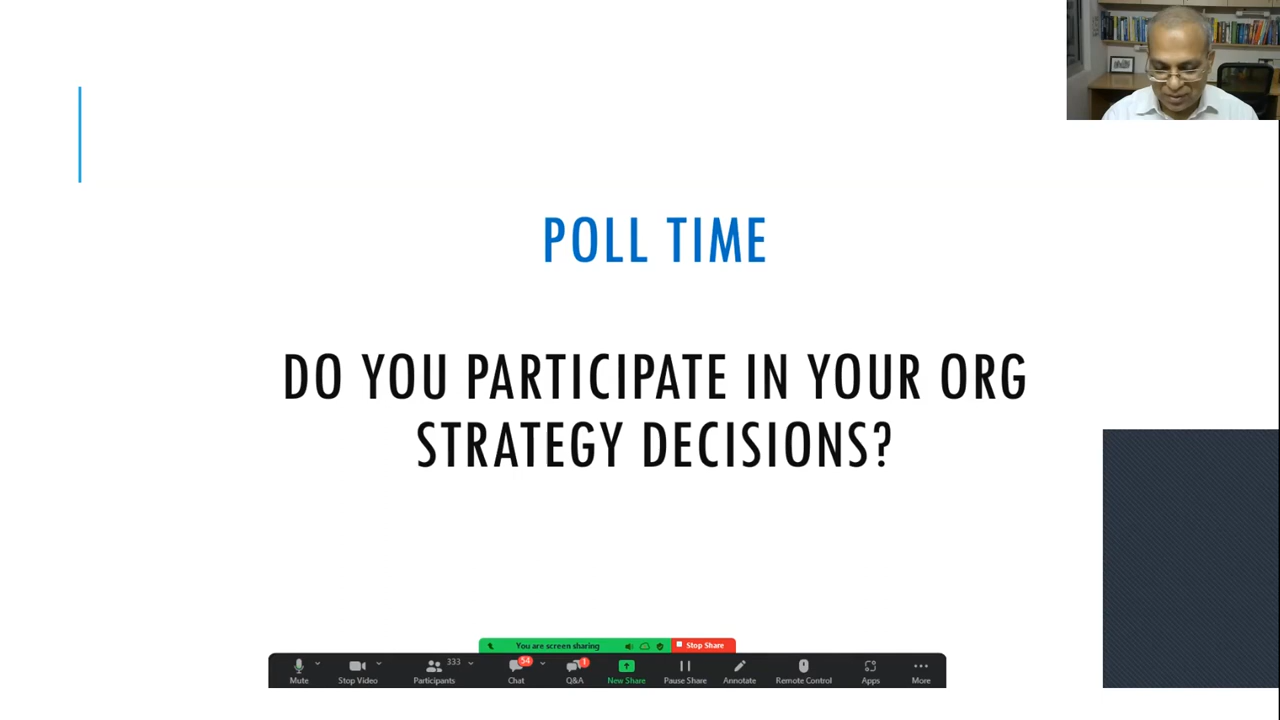 POLL TIME
DO YOU PARTICIPATE IN YOUR ORG
STRATEGY DECISIONS?
You are screen sharing
Stop Share
Mute
Stop Video
Participants
333
Chat
54
Q&A
1
New Share
Pause Share
Annotate
Remote Control
Apps
More